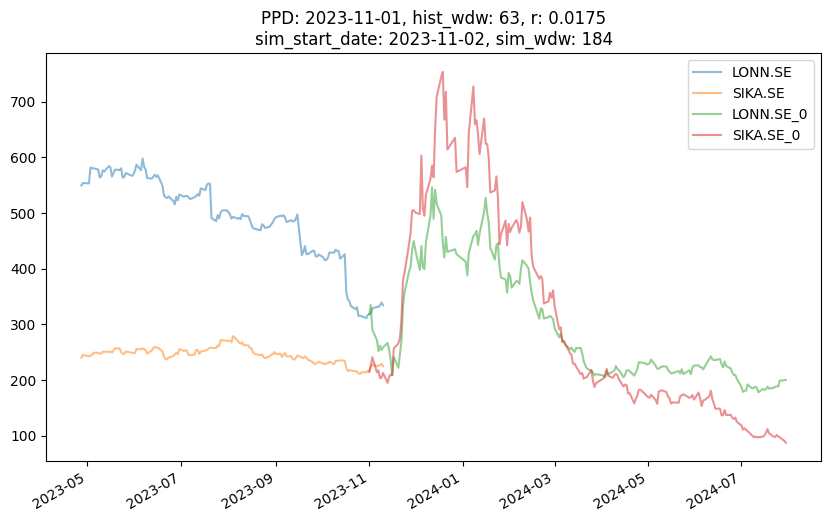 PPD: 2023-11-01, hist_wdw: 63, r: 0.0175
sim_start_date: 2023-11-02, sim_wdw: 184
LONN.SE
SIKA.SE
LONN.SE_0
SIKA.SE_0
700
600
500
400
300
200
100
2023-05
2023-07
2023-09
2023-11
2024-01
2024-03
2024-05
2024-07